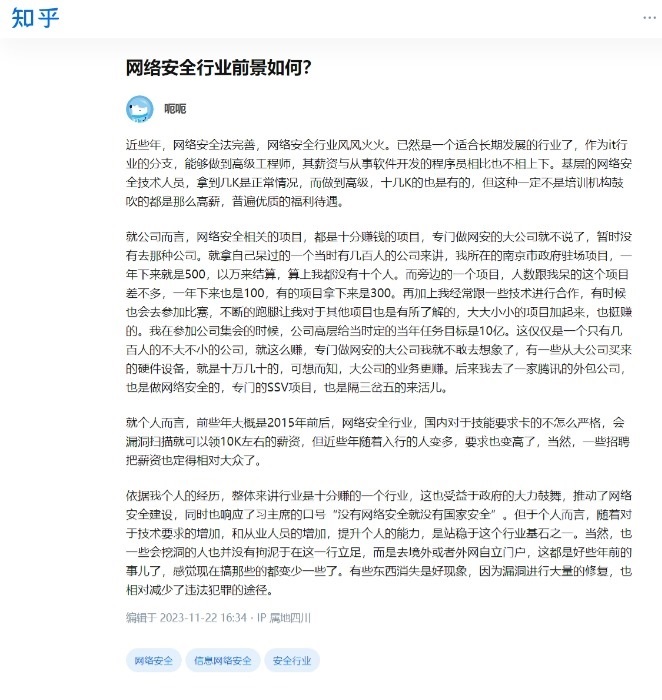 知乎
网络安全行业前景如何？
呃呃
近些年，网络安全法完善，网络安全行业风风火火。已然是一个适合长期发展的行业了，作为it行
业的分支，能够做到高级工程师，其薪资与从事软件开发的程序员相比也不相上下。基层的网络安
全技术人员，拿到几K是正常情况，而做到高级，十几K的也是有的，但这种一定不是培训机构鼓
吹的都是那么高薪，普遍优质的福利待遇。
就公司而言，网络安全相关的项目，都是十分赚钱的项目，专门做网安的大公司就不说了，暂时没
有去那种公司。就拿自己呆过的一个当时有几百人的公司来讲，我所在的南京市政府驻场项目，一
年下来就是500，以万来结算，算上我都没有十个人。而旁边的一个项目，人数跟我呆的这个项目
差不多，一年下来也是100，有的项目拿下来是300。再加上我经常跟一些技术进行合作，有时候
也会去参加比赛，不断的跑腿让我对于其他项目也是有所了解的，大大小小的项目加起来，也挺赚
的。我在参加公司集会的时候，公司高层给当时定的当年任务目标是10亿。这仅仅是一个只有几
百人的不大不小的公司，就这么赚，专门做网安的大公司我就不敢去想象了，有一些从大公司买来
的硬件设备，就是十万几十的，可想而知，大公司的业务更赚。后来我去了一家腾讯的外包公司，
也是做网络安全的，专门的SSV项目，也是隔三岔五的来活儿。
就个人而言，前些年大概是2015年前后，网络安全行业，国内对于技能要求卡的不怎么严格，会
漏洞扫描就可以领10K左右的薪资，但近些年随着入行的人变多，要求也变高了，当然，一些招聘
把薪资也定得相对大众了。
依据我个人的经历，整体来讲行业是十分赚的一个行业，这也受益于政府的大力鼓舞，推动了网络
安全建设，同时也响应了习主席的口号“没有网络安全就没有国家安全”。但于个人而言，随着对
于技术要求的增加，和从业人员的增加，提升个人的能力，是站稳于这个行业基石之一。当然，也
一些会挖洞的人也并没有拘泥于在这一行立足，而是去境外或者外网自立门户，这都是好些年前的
事儿了，感觉现在搞那些的都变少一些了。有些东西消失是好现象，因为漏洞进行大量的修复，也
相对减少了违法犯罪的途径。
编辑于 2023-11-22 16:34・IP 属地四川
网络安全
信息网络安全
安全行业